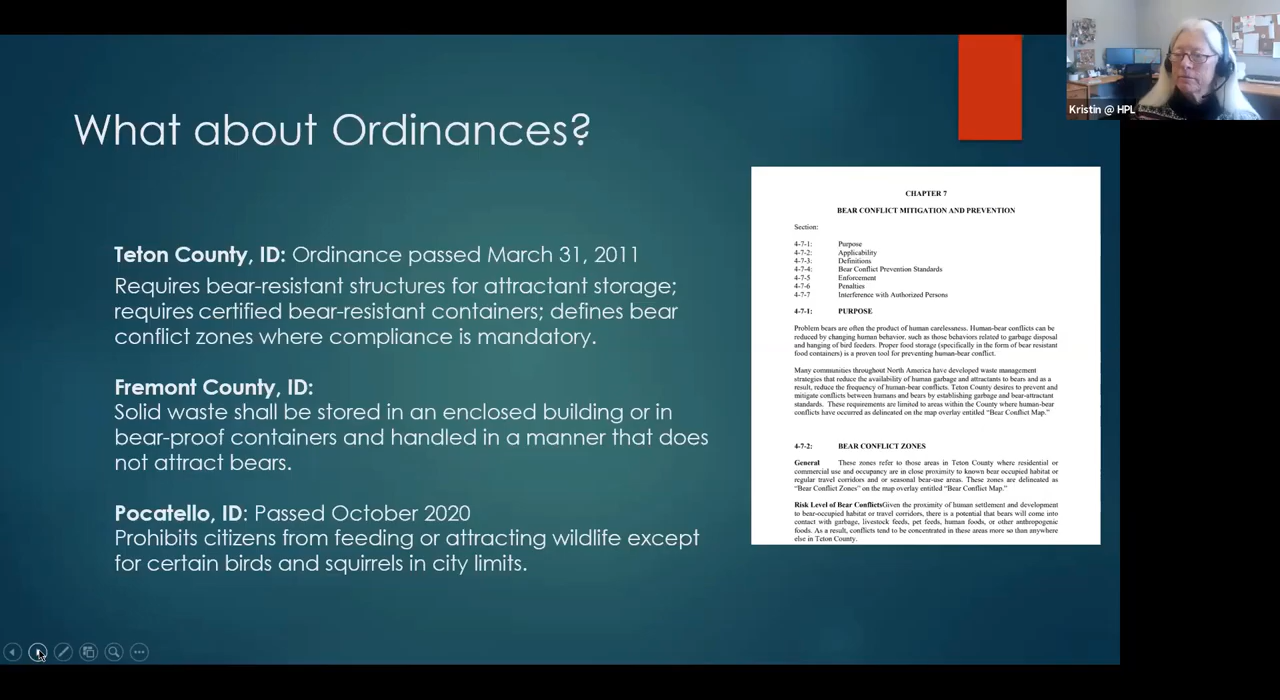 What about Ordinances?
Teton County, ID: Ordinance passed March 31, 2011
Requires bear-resistant structures for attractant storage;
requires certified bear-resistant containers; defines bear
conflict zones where compliance is mandatory.
Fremont County, ID:
Solid waste shall be stored in an enclosed building or in
bear-proof containers and handled in a manner that does
not attract bears.
Pocatello, ID: Passed October 2020
Prohibits citizens from feeding or attracting wildlife except
for certain birds and squirrels in city limits.
CHAPTER 7
BEAR CONFLICT MITIGATION AND PREVENTION
Section:
4-7-1: Purpose
4-7-2: Applicability
4-7-3: Definitions
4-7-4: Bear Conflict Prevention Standards
4-7-5 Enforcement
4-7-6 Penalties
4-7-7 Interference with Authorized Persons
4-7-1: PURPOSE
Problem bears are often the product of human carelessness. Human-bear conflicts can be
reduced by changing human behavior, such as those behaviors related to garbage disposal
and hanging of bird feeders. Proper food storage (specifically in the form of bear resistant
food containers) is a proven tool for preventing human-bear conflict.
Many communities throughout North America have developed waste management
strategies that reduce the availability of human garbage and attractants to bears and as a
result, reduce the frequency of human-bear conflicts. Teton County desires to prevent and
mitigate conflicts between humans and bears by establishing garbage and bear-attractant
standards. These requirements are limited to areas within the County where human-bear
conflicts have occurred as delineated on the map overlay entitled “Bear Conflict Map.”
4-7-2: BEAR CONFLICT ZONES
General These zones refer to those areas in Teton County where residential or
commercial use and occupancy are in close proximity to known bear occupied habitat or
regular travel corridors and or seasonal bear-use areas. These zones are delineated as
“Bear Conflict Zones” on the map overlay entitled “Bear Conflict Map.”
Risk Level of Bear ConflictsGiven the proximity of human settlement and development
to bear-occupied habitat or travel corridors, there is a potential that bears will come into
contact with garbage, livestock feeds, pet feeds, human foods, or other anthropogenic
foods. As a result, conflicts tend to be concentrated in these areas more so than anywhere
else in Teton County.
Kristin @ HPL